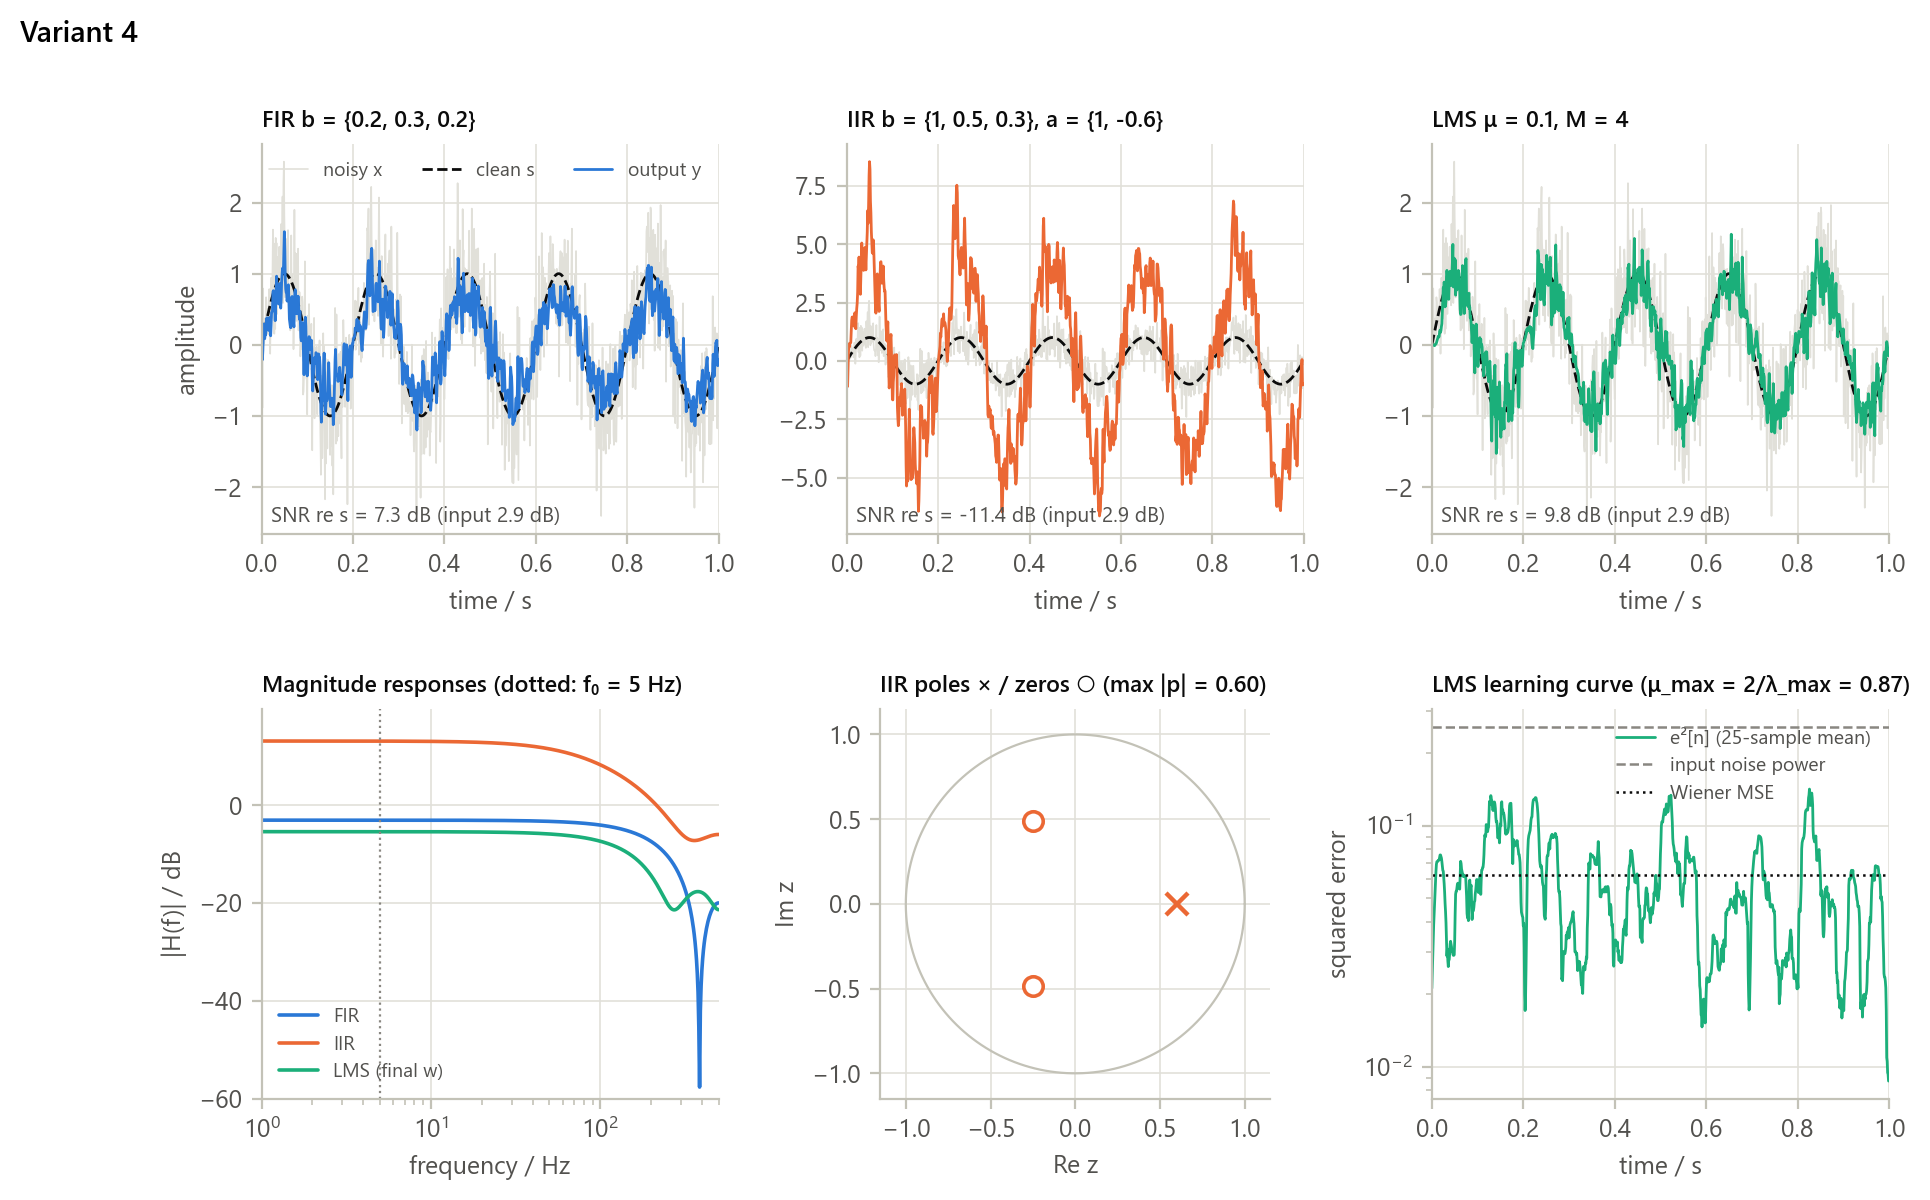 Variant 4
FIR b = {0.2, 0.3, 0.2}
noisy x
clean s
output y
2
1
0
−1
−2
amplitude
SNR re s = 7.3 dB (input 2.9 dB)
0.0 0.2 0.4 0.6 0.8 1.0
time / s
IIR b = {1, 0.5, 0.3}, a = {1, -0.6}
7.5
5.0
2.5
0.0
−2.5
−5.0
SNR re s = -11.4 dB (input 2.9 dB)
0.0 0.2 0.4 0.6 0.8 1.0
time / s
LMS μ = 0.1, M = 4
2
1
0
−1
−2
SNR re s = 9.8 dB (input 2.9 dB)
0.0 0.2 0.4 0.6 0.8 1.0
time / s
Magnitude responses (dotted: f₀ = 5 Hz)
0
−20
−40
−60
|H(f)| / dB
FIR
IIR
LMS (final w)
10⁰ 10¹ 10²
frequency / Hz
IIR poles × / zeros ○ (max |p| = 0.60)
1.0
0.5
0.0
−0.5
−1.0
Im z
−1.0 −0.5 0.0 0.5 1.0
Re z
LMS learning curve (μ_max = 2/λ_max = 0.87)
e²[n] (25-sample mean)
input noise power
Wiener MSE
10⁻¹
10⁻²
squared error
0.0 0.2 0.4 0.6 0.8 1.0
time / s